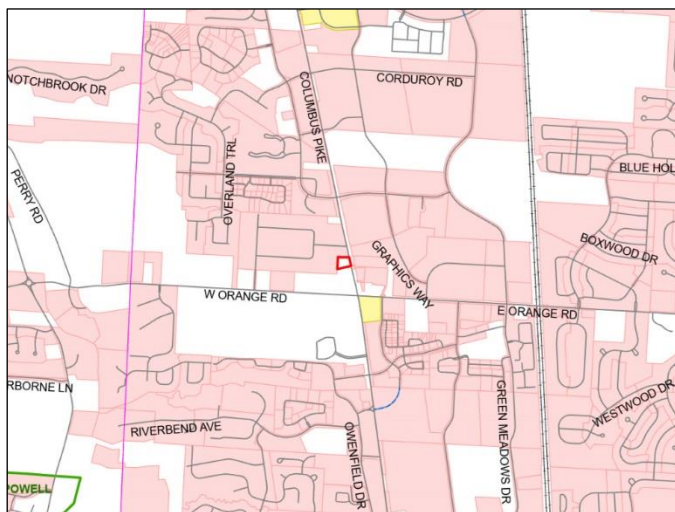 NOTCHBROOK DR
CORDUROY RD
COLUMBUS PIKE
OVERLAND TRL
BLUE HOL
PERRY RD
BOXWOOD DR
GRAPHICS WAY
W ORANGE RD
E ORANGE RD
RBORNE LN
WESTWOOD DR
GREEN MEADOWS DR
RIVERBEND AVE
OWENFIELD DR
POWELL